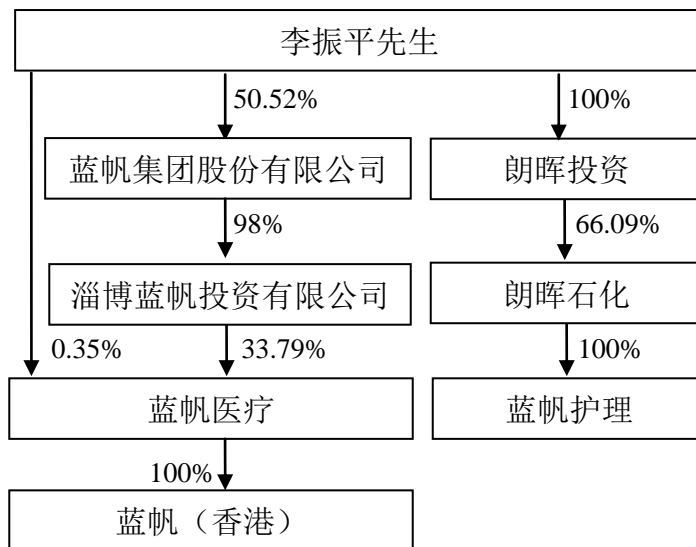 李振平先生
50.52%
100%
蓝帆集团股份有限公司
朗晖投资
98%
66.09%
淄博蓝帆投资有限公司
朗晖石化
0.35%
33.79%
100%
蓝帆医疗
蓝帆护理
100%
蓝帆（香港）